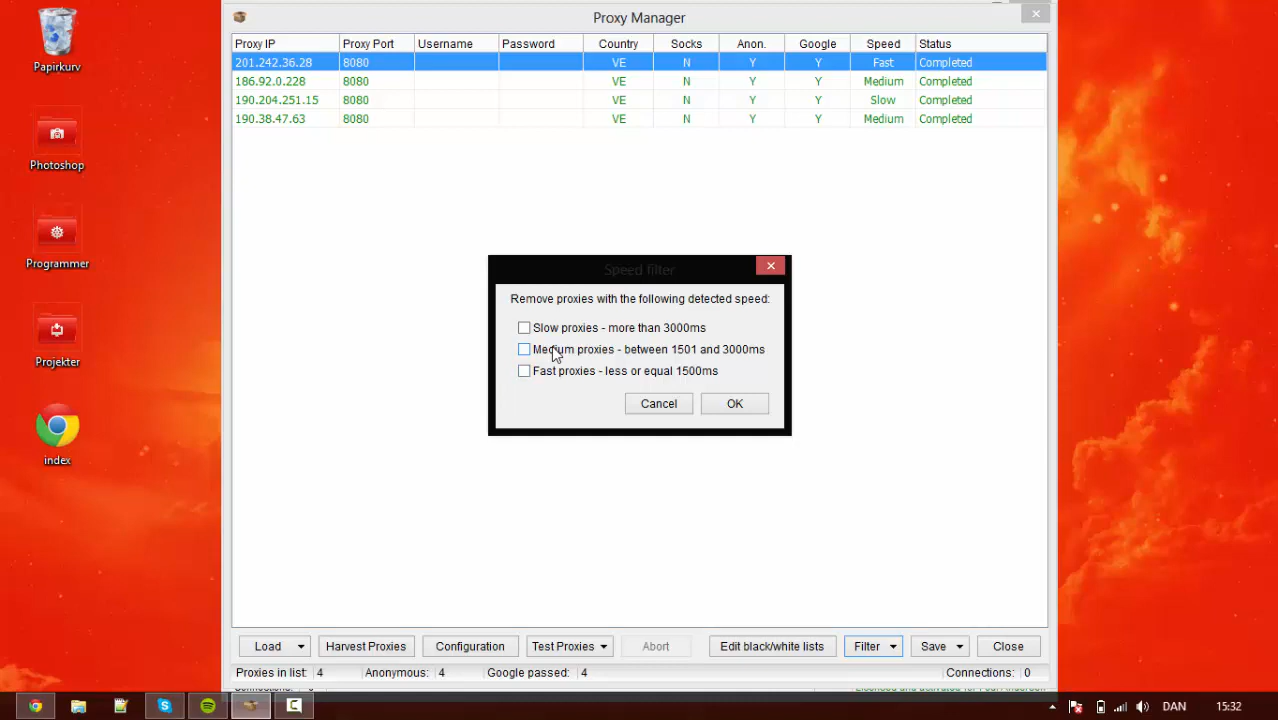 Proxy Manager
Proxy IP Proxy Port Username Password Country Socks Anon. Google Speed Status
201.242.36.28 8080 VE N Y Y Fast Completed
186.92.0.228 8080 VE N Y Y Medium Completed
190.204.251.15 8080 VE N Y Y Slow Completed
190.38.47.63 8080 VE N Y Y Medium Completed
Papirkurv
Photoshop
Programmer
Projekter
index
Speed filter
Remove proxies with the following detected speed:
Slow proxies - more than 3000ms
Medium proxies - between 1501 and 3000ms
Fast proxies - less or equal 1500ms
Cancel OK
Load Harvest Proxies Configuration Test Proxies Abort Edit black/white lists Filter Save Close
Proxies in list: 4 Anonymous: 4 Google passed: 4 Connections: 0
DAN 15:32